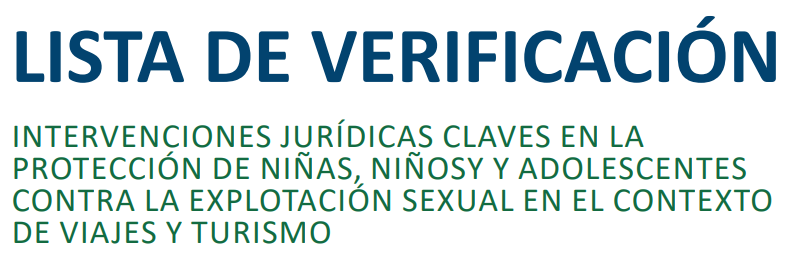 LISTA DE VERIFICACIÓN
INTERVENCIONES JURÍDICAS CLAVES EN LA
PROTECCIÓN DE NIÑAS, NIÑOSY Y ADOLESCENTES
CONTRA LA EXPLOTACIÓN SEXUAL EN EL CONTEXTO
DE VIAJES Y TURISMO